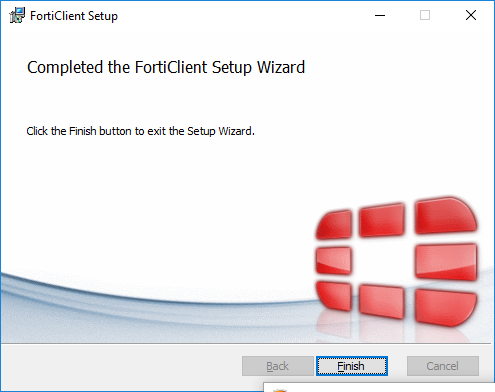 FortiClient Setup
Completed the FortiClient Setup Wizard
Click the Finish button to exit the Setup Wizard.
Back
Finish
Cancel